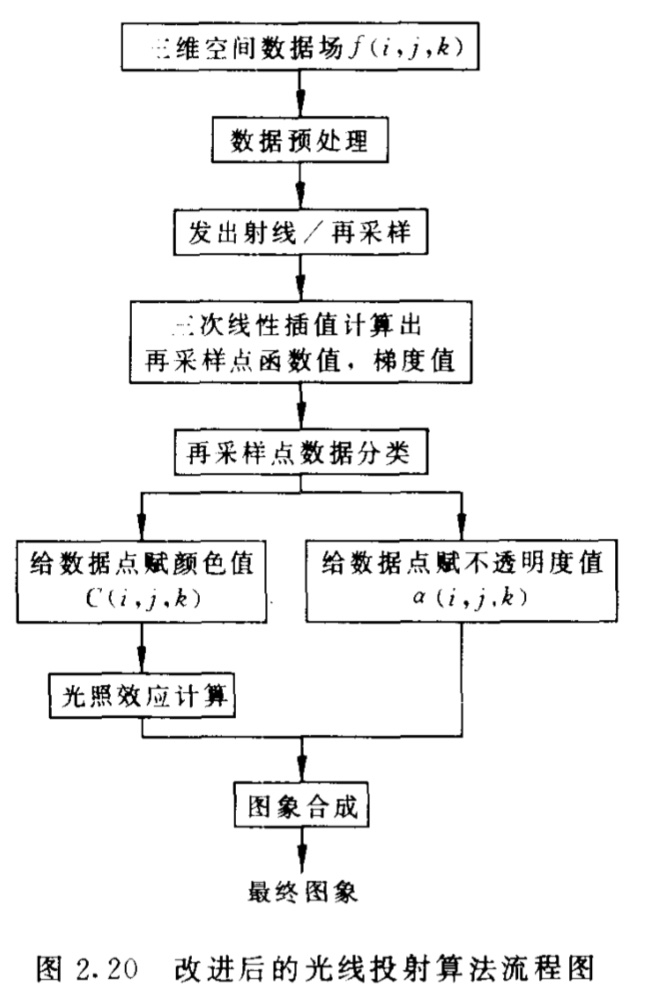 三维空间数据场f(i,j,k)
数据预处理
发出射线/再采样
三次线性插值计算出
再采样点函数值，梯度值
再采样点数据分类
给数据点赋颜色值
C(i,j,k)
给数据点赋不透明度值
α(i,j,k)
光照效应计算
图象合成
最终图象
图 2.20 改进后的光线投射算法流程图